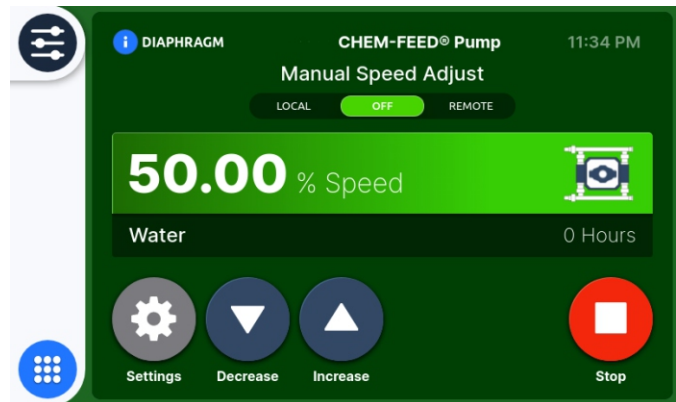 i DIAPHRAGM CHEM-FEED® Pump 11:34 PM
Manual Speed Adjust
LOCAL OFF REMOTE
50.00 % Speed
Water 0 Hours
Settings Decrease Increase Stop